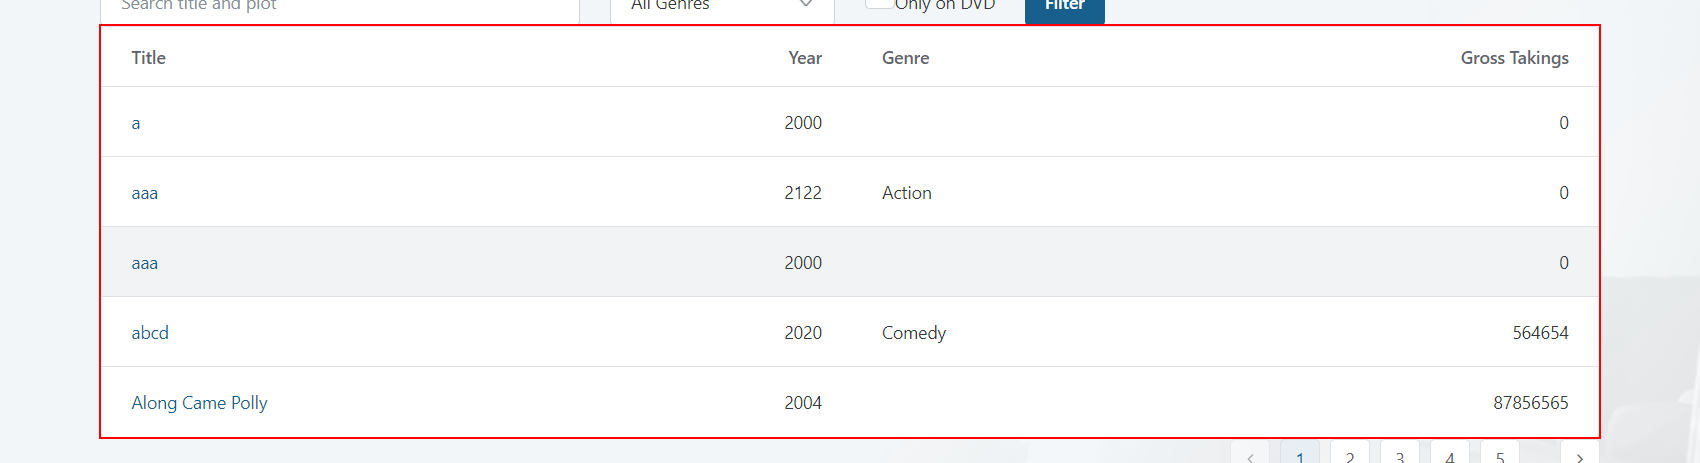 Search title and plot All Genres Only on DVD Filter
Title Year Genre Gross Takings
a 2000 0
aaa 2122 Action 0
aaa 2000 0
abcd 2020 Comedy 564654
Along Came Polly 2004 87856565
1 2 3 4 5